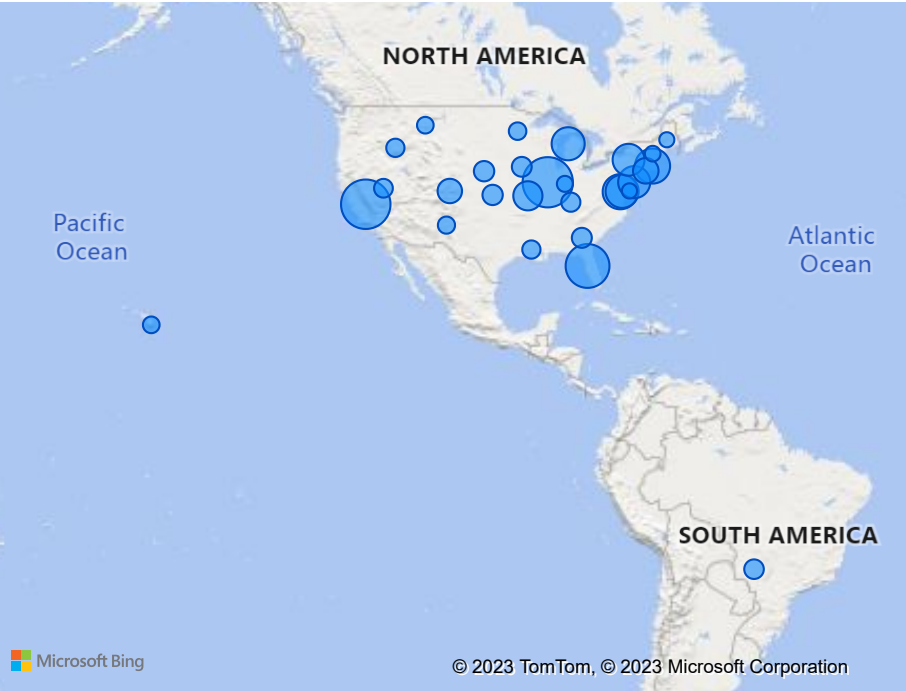 NORTH AMERICA
Pacific
Ocean
Atlantic
Ocean
SOUTH AMERICA
Microsoft Bing
© 2023 TomTom, © 2023 Microsoft Corporation